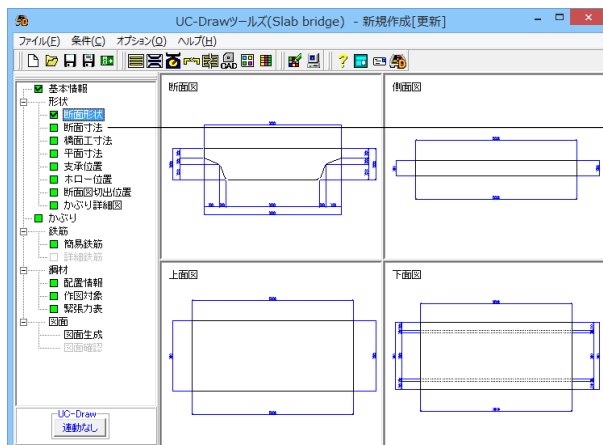 UC-Drawツールズ(Slab bridge) - 新規作成[更新]
ファイル(F) 条件(C) オプション(O) ヘルプ(H)
基本情報
形状
断面形状
断面寸法
橋面工寸法
平面寸法
支承位置
ホロー位置
断面図切出位置
かぶり詳細図
かぶり
鉄筋
簡易鉄筋
詳細鉄筋
鋼材
配置情報
作図対象
緊張力表
図面
図面生成
図面確認
UC-Draw
連動なし
断面図
側面図
上面図
下面図
CAD